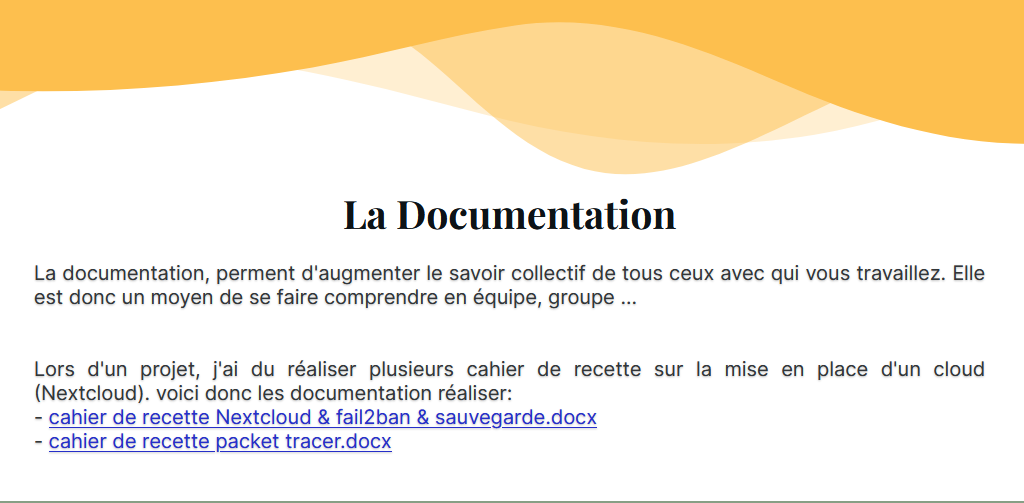 La Documentation
La documentation, perment d'augmenter le savoir collectif de tous ceux avec qui vous travaillez. Elle
est donc un moyen de se faire comprendre en équipe, groupe ...
Lors d'un projet, j'ai du réaliser plusieurs cahier de recette sur la mise en place d'un cloud
(Nextcloud). voici donc les documentation réaliser:
- cahier de recette Nextcloud & fail2ban & sauvegarde.docx
- cahier de recette packet tracer.docx